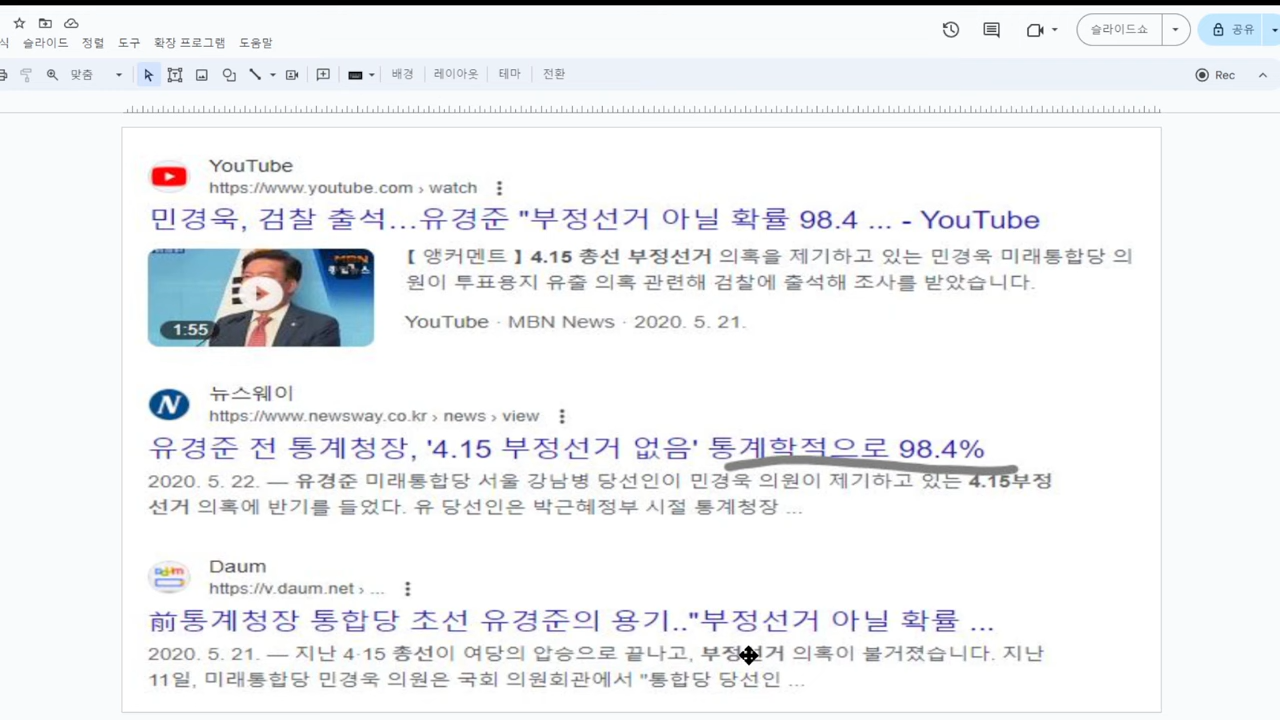 식 슬라이드 정렬 도구 확장 프로그램 도움말
슬라이드쇼
공유
맞춤
배경 레이아웃 테마 전환
Rec
YouTube
https://www.youtube.com › watch
민경욱, 검찰 출석...유경준 "부정선거 아닐 확률 98.4 ... - YouTube
[ 앵커멘트 ] 4.15 총선 부정선거 의혹을 제기하고 있는 민경욱 미래통합당 의
원이 투표용지 유출 의혹 관련해 검찰에 출석해 조사를 받았습니다.
YouTube · MBN News · 2020. 5. 21.
MBN
1:55
뉴스웨이
https://www.newsway.co.kr › news › view
유경준 전 통계청장, '4.15 부정선거 없음' 통계학적으로 98.4%
2020. 5. 22. — 유경준 미래통합당 서울 강남병 당선인이 민경욱 의원이 제기하고 있는 4.15부정
선거 의혹에 반기를 들었다. 유 당선인은 박근혜정부 시절 통계청장 ...
Daum
https://v.daum.net › ...
前통계청장 통합당 초선 유경준의 용기.."부정선거 아닐 확률 ...
2020. 5. 21. — 지난 4·15 총선이 여당의 압승으로 끝나고, 부정선거 의혹이 불거졌습니다. 지난
11일, 미래통합당 민경욱 의원은 국회 의원회관에서 "통합당 당선인 ...